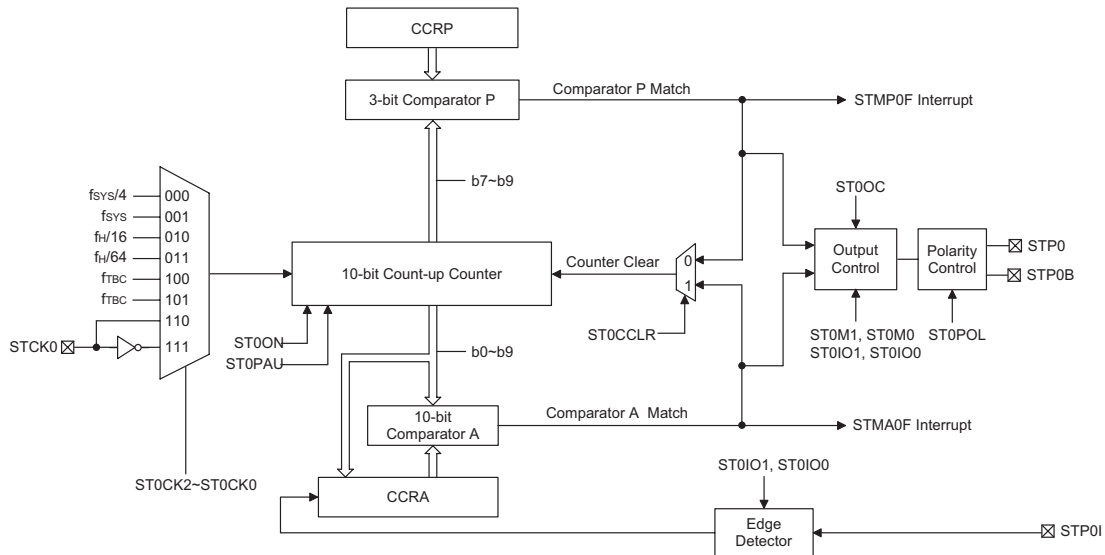 CCRP
3-bit Comparator P
Comparator P Match
STMP0F Interrupt
b7~b9
fSYS/4
000
fSYS
001
fH/16
010
fH/64
011
fTBC
100
fTBC
101
110
111
STCK0
10-bit Count-up Counter
Counter Clear
0
1
ST0OC
Output
Control
Polarity
Control
STP0
STP0B
ST0ON
ST0PAU
b0~b9
ST0CCLR
ST0M1, ST0M0
ST0IO1, ST0IO0
ST0POL
10-bit
Comparator A
Comparator A Match
STMA0F Interrupt
ST0CK2~ST0CK0
CCRA
ST0IO1, ST0IO0
Edge
Detector
STP0I